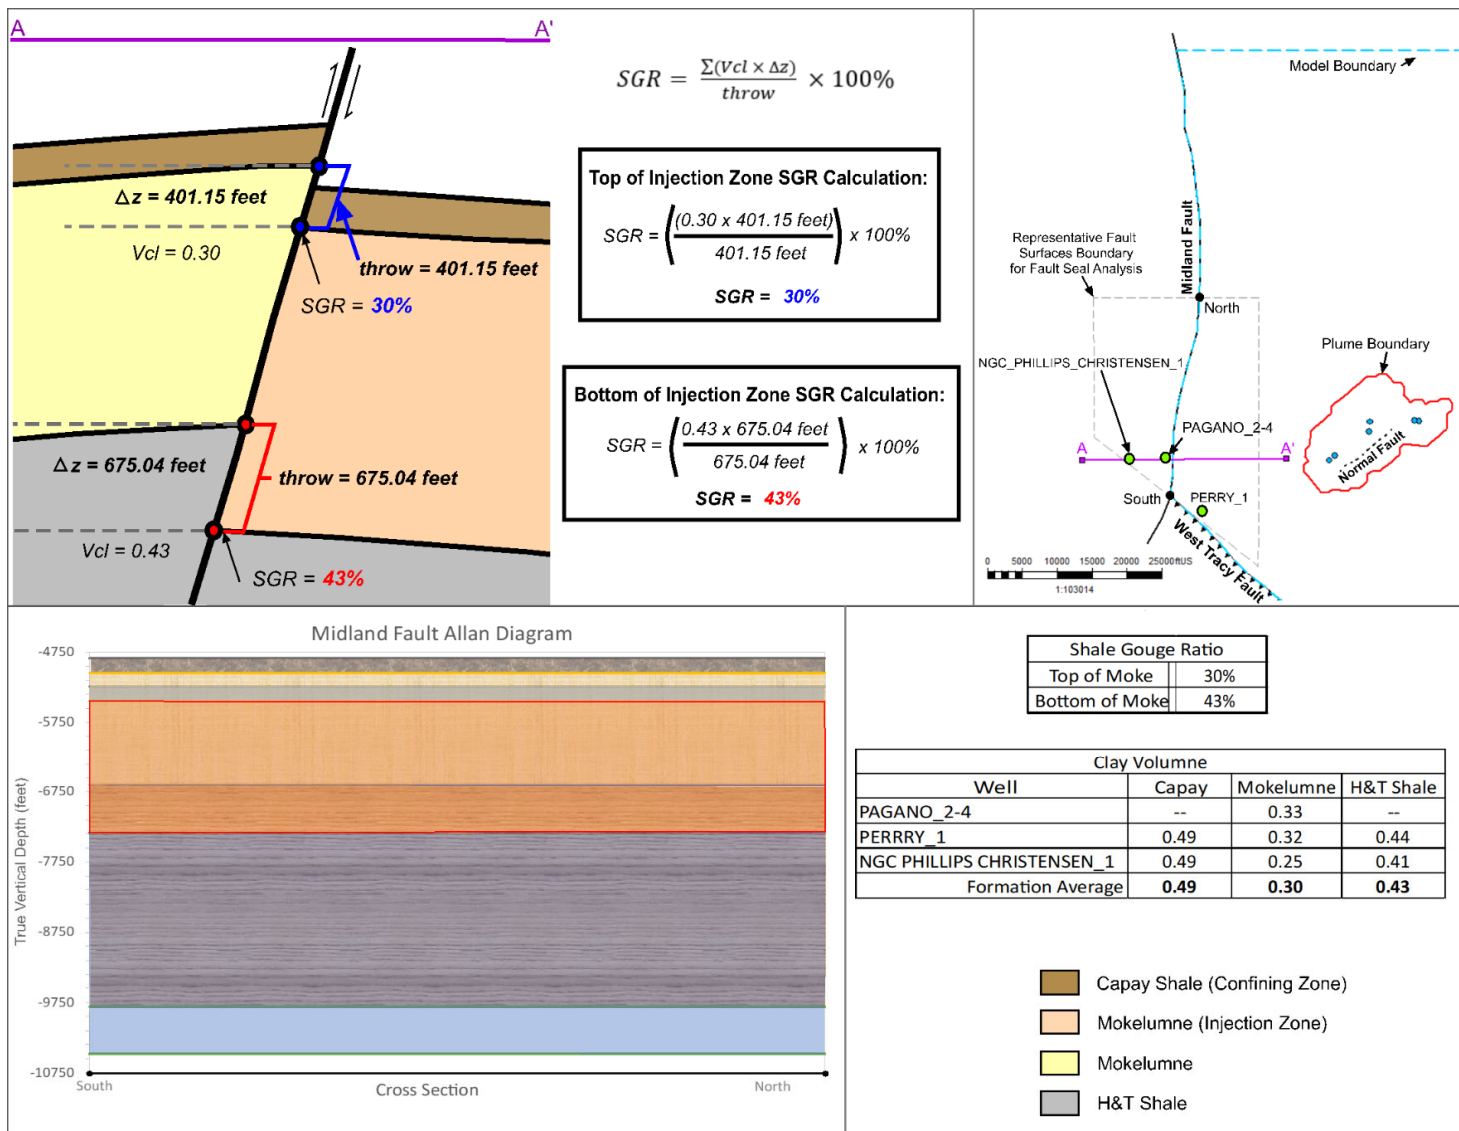 A
A'
Δz = 401.15 feet
Vcl = 0.30
throw = 401.15 feet
SGR = 30%
Δz = 675.04 feet
throw = 675.04 feet
Vcl = 0.43
SGR = 43%
SGR = ∑(Vcl × Δz) / throw × 100%
Top of Injection Zone SGR Calculation:
SGR = ( (0.30 x 401.15 feet) / 401.15 feet ) x 100%
SGR = 30%
Bottom of Injection Zone SGR Calculation:
SGR = ( 0.43 x 675.04 feet / 675.04 feet ) x 100%
SGR = 43%
Model Boundary
Midland Fault
Representative Fault
Surfaces Boundary
for Fault Seal Analysis
North
Plume Boundary
NGC_PHILLIPS_CHRISTENSEN_1
PAGANO_2-4
A
A'
Normal Fault
South
PERRY_1
West Tracy Fault
0 5000 10000 15000 20000 25000ftUS
1:103014
Midland Fault Allan Diagram
True Vertical Depth (feet)
-4750
-5750
-6750
-7750
-8750
-9750
-10750
South
North
Cross Section
Shale Gouge Ratio
Top of Moke 30%
Bottom of Moke 43%
Clay Volumne
Well Capay Mokelumne H&T Shale
PAGANO_2-4 -- 0.33 --
PERRRY_1 0.49 0.32 0.44
NGC PHILLIPS CHRISTENSEN_1 0.49 0.25 0.41
Formation Average 0.49 0.30 0.43
Capay Shale (Confining Zone)
Mokelumne (Injection Zone)
Mokelumne
H&T Shale